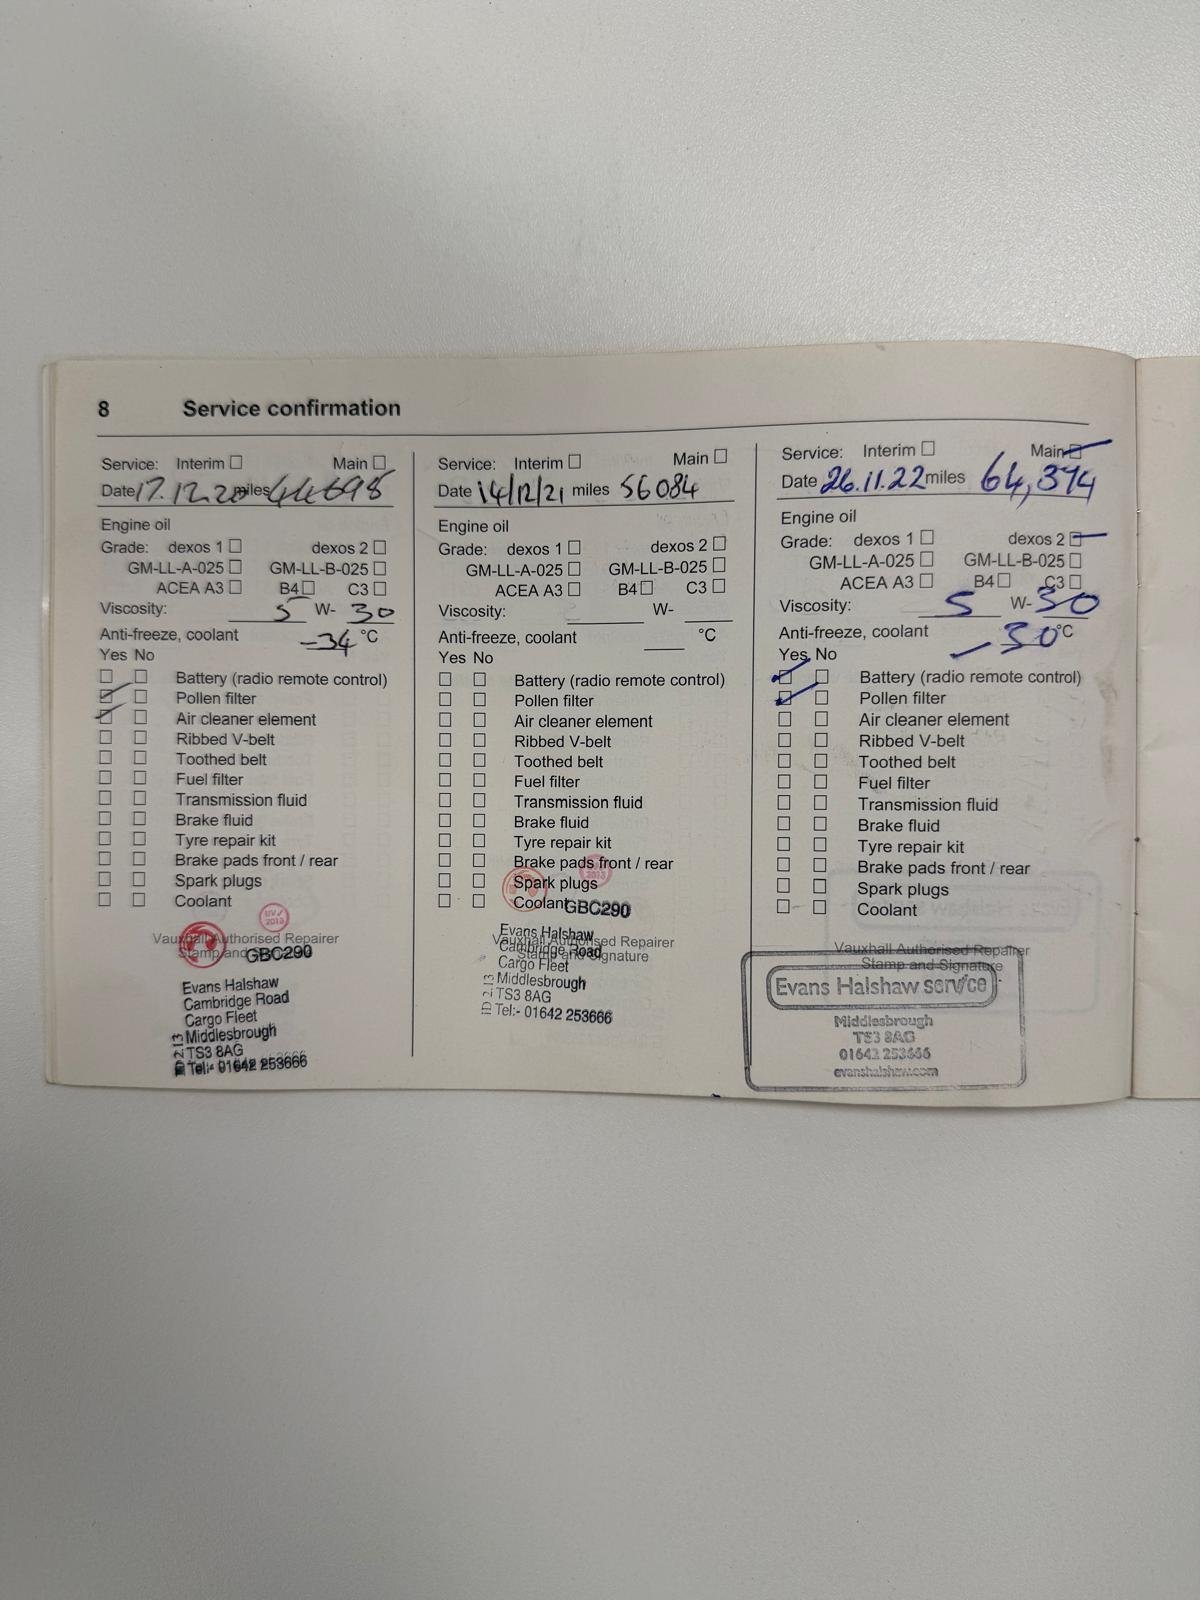 8 Service confirmation
Service: Interim ☐ Main ☐
Date 17.12.20 miles 44698
Engine oil
Grade: dexos 1 ☐ dexos 2 ☐
GM-LL-A-025 ☐ GM-LL-B-025 ☐
ACEA A3 ☐ B4 ☐ C3 ☐
Viscosity: 5 W- 30
Anti-freeze, coolant -34 °C
Yes No
Battery (radio remote control)
Pollen filter
Air cleaner element
Ribbed V-belt
Toothed belt
Fuel filter
Transmission fluid
Brake fluid
Tyre repair kit
Brake pads front / rear
Spark plugs
Coolant
UV✓
2013
Vauxhall Authorised Repairer
Stamp and
GBC290
Evans Halshaw
Cambridge Road
Cargo Fleet
Middlesbrough
TS3 8AG
Tel:- 01642 253666
Service: Interim ☐ Main ☐
Date 14/12/21 miles 56084
Engine oil
Grade: dexos 1 ☐ dexos 2 ☐
GM-LL-A-025 ☐ GM-LL-B-025 ☐
ACEA A3 ☐ B4 ☐ C3 ☐
Viscosity: W-
Anti-freeze, coolant °C
Yes No
Battery (radio remote control)
Pollen filter
Air cleaner element
Ribbed V-belt
Toothed belt
Fuel filter
Transmission fluid
Brake fluid
Tyre repair kit
Brake pads front / rear
Spark plugs
Coolant
2013
GBC290
Vauxhall Authorised Repairer
Stamp and Signature
Evans Halshaw
Cambridge Road
Cargo Fleet
Middlesbrough
TS3 8AG
Tel:- 01642 253666
Service: Interim ☐ Main ☑
Date 26.11.22 miles 64,374
Engine oil
Grade: dexos 1 ☐ dexos 2 ☑
GM-LL-A-025 ☐ GM-LL-B-025 ☐
ACEA A3 ☐ B4 ☐ C3 ☐
Viscosity: 5 W- 30
Anti-freeze, coolant -30 °C
Yes No
Battery (radio remote control)
Pollen filter
Air cleaner element
Ribbed V-belt
Toothed belt
Fuel filter
Transmission fluid
Brake fluid
Tyre repair kit
Brake pads front / rear
Spark plugs
Coolant
Vauxhall Authorised Repairer
Stamp and Signature
Evans Halshaw service
Middlesbrough
TS3 8AG
01642 253666
evanshalshaw.com